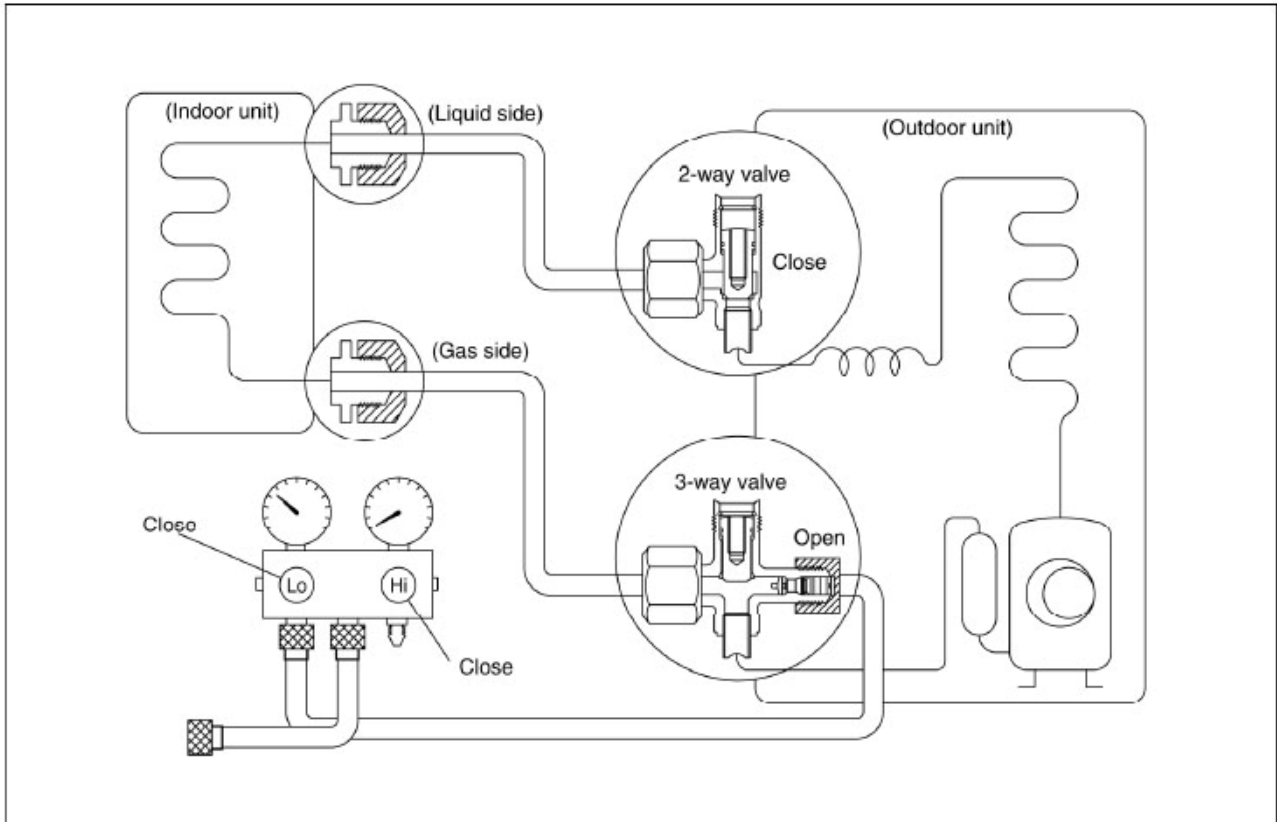 (Indoor unit)
(Liquid side)
(Outdoor unit)
2-way valve
Close
(Gas side)
3-way valve
Open
Close
Lo
Hi
Close